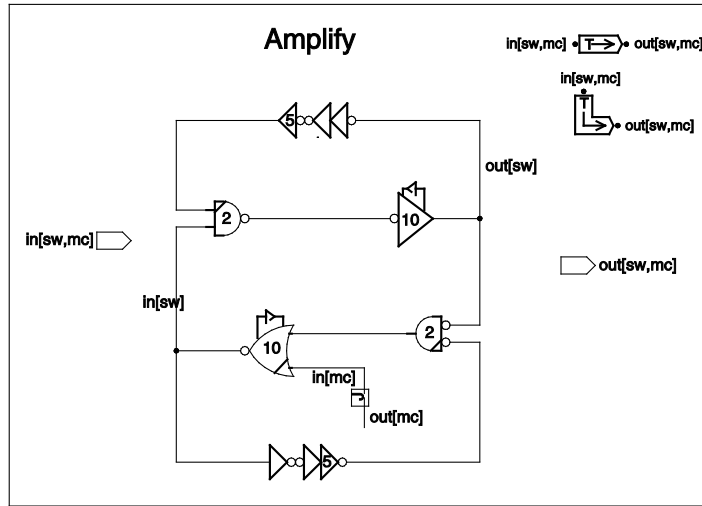 Amplify
in[sw,mc] T out[sw,mc]
in[sw,mc]
T
out[sw,mc]
5
out[sw]
2
10
in[sw,mc]
out[sw,mc]
in[sw]
2
10
in[mc]
J
out[mc]
5